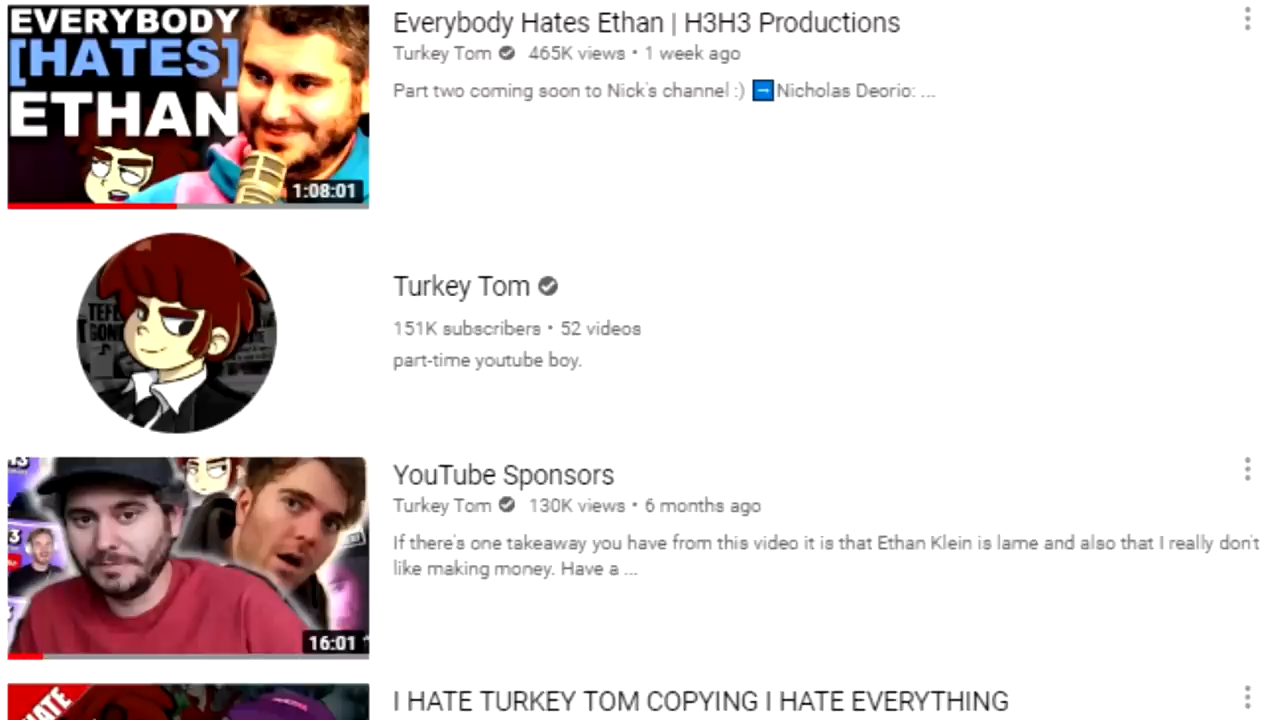 EVERYBODY
[HATES]
ETHAN
1:08:01
Everybody Hates Ethan | H3H3 Productions
Turkey Tom 465K views • 1 week ago
Part two coming soon to Nick's channel :) ➡Nicholas Deorio: ...
Turkey Tom
151K subscribers • 52 videos
part-time youtube boy.
16:01
YouTube Sponsors
Turkey Tom 130K views • 6 months ago
If there's one takeaway you have from this video it is that Ethan Klein is lame and also that I really don't
like making money. Have a ...
HATE
I HATE TURKEY TOM COPYING I HATE EVERYTHING